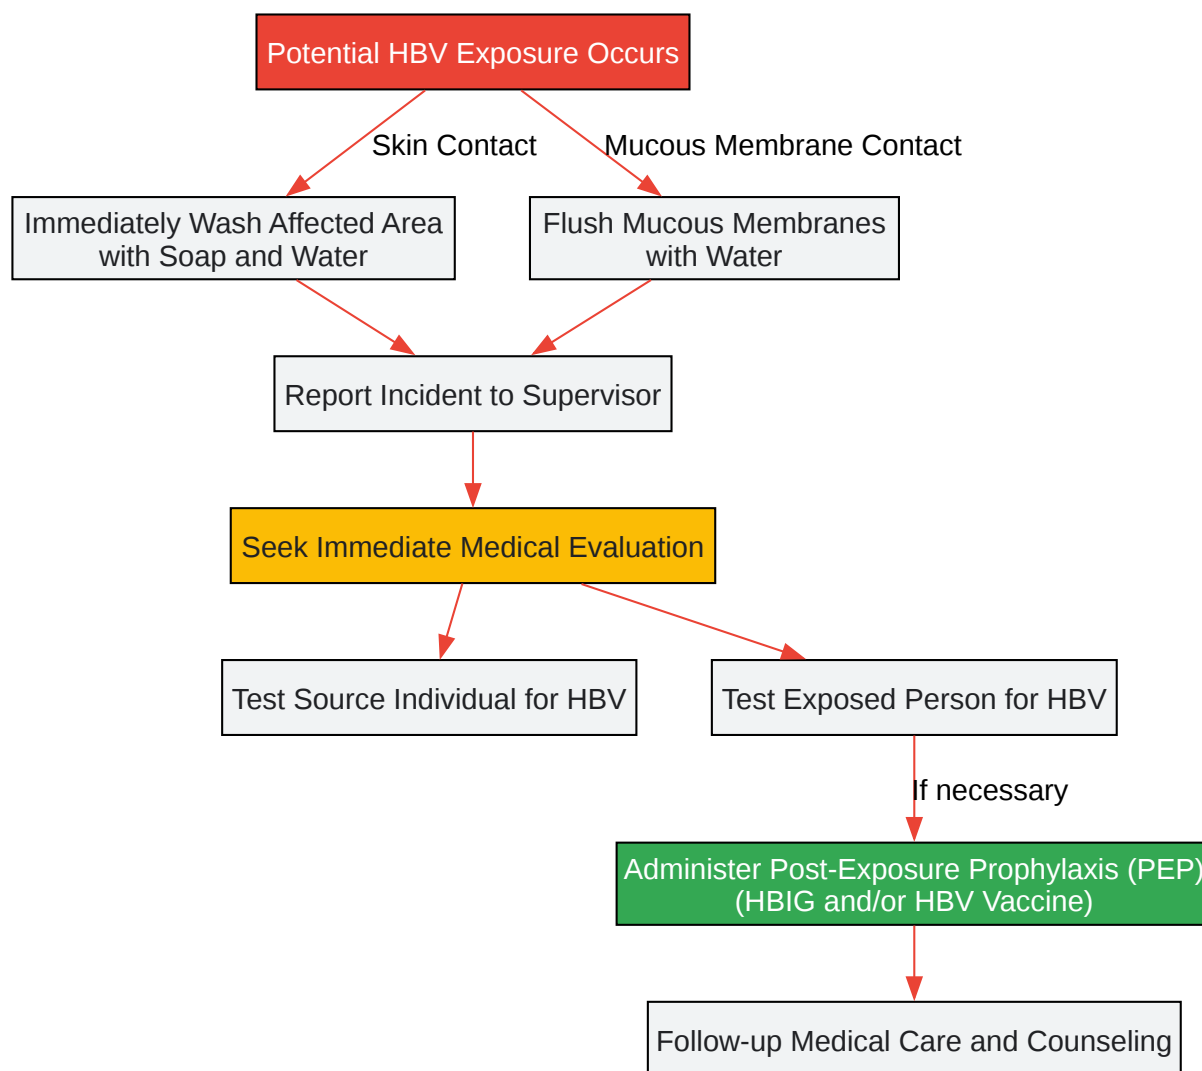 Potential HBV Exposure Occurs
Skin Contact
Mucous Membrane Contact
Immediately Wash Affected Area
with Soap and Water
Flush Mucous Membranes
with Water
Report Incident to Supervisor
Seek Immediate Medical Evaluation
Test Source Individual for HBV
Test Exposed Person for HBV
If necessary
Administer Post-Exposure Prophylaxis (PEP)
(HBIG and/or HBV Vaccine)
Follow-up Medical Care and Counseling